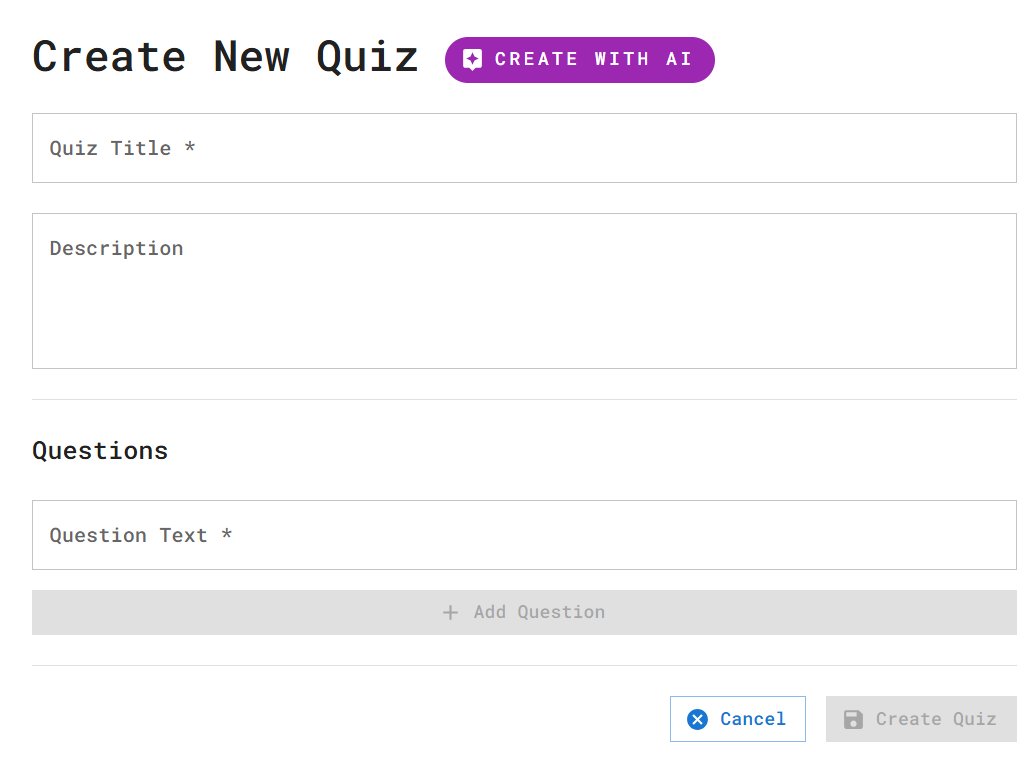 Create New Quiz
CREATE WITH AI
Quiz Title *
Description
Questions
Question Text *
+ Add Question
Cancel
Create Quiz